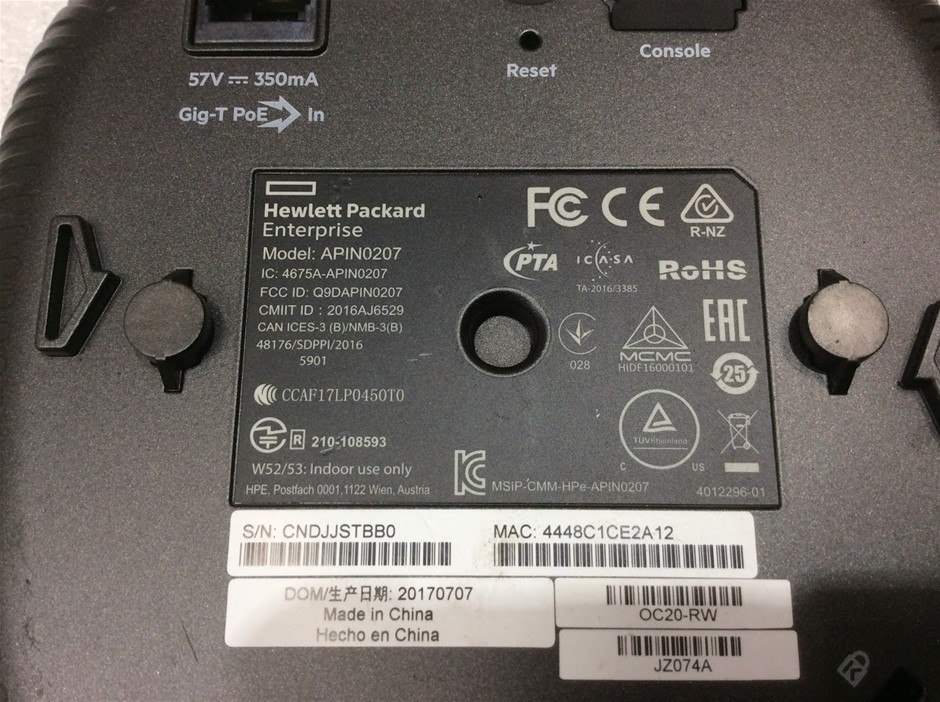 57V ⎓ 350mA
Gig-T PoE In
Reset
Console
Hewlett Packard
Enterprise
Model: APIN0207
IC: 4675A-APIN0207
FCC ID: Q9DAPIN0207
CMIIT ID : 2016AJ6529
CAN ICES-3 (B)/NMB-3(B)
48176/SDPPI/2016
5901
CCAF17LP0450T0
R 210-108593
W52/53: Indoor use only
HPE, Postfach 0001,1122 Wien, Austria
FC CE
R-NZ
PTA
ICASA
TA-2016/3385
RoHS
028
MCMC
HIDF16000101
EAC
25
TÜVRheinland
C US
MSIP-CMM-HPe-APIN0207
4012296-01
S/N: CNDJJSTBB0
MAC: 4448C1CE2A12
DOM/生产日期: 20170707
Made in China
Hecho en China
OC20-RW
JZ074A